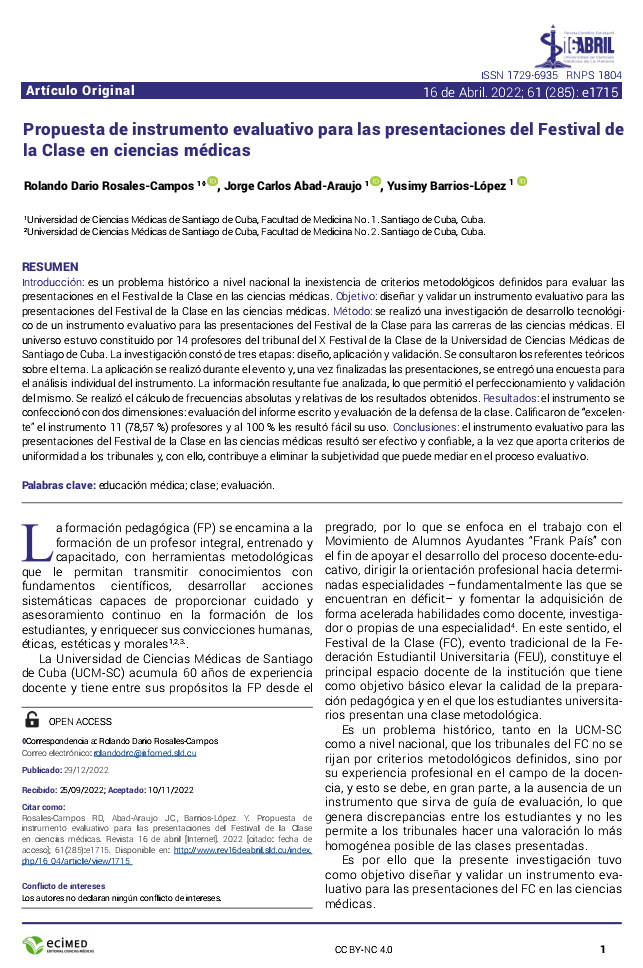 16 ABRIL
ISSN 1729-6935 RNPS 1804
Artículo Original
16 de Abril. 2022; 61 (285): e1715
Propuesta de instrumento evaluativo para las presentaciones del Festival de
la Clase en ciencias médicas
Rolando Dario Rosales-Campos ¹◊, Jorge Carlos Abad-Araujo ¹, Yusimy Barrios-López ¹
¹Universidad de Ciencias Médicas de Santiago de Cuba, Facultad de Medicina No. 1. Santiago de Cuba, Cuba.
²Universidad de Ciencias Médicas de Santiago de Cuba, Facultad de Medicina No. 2. Santiago de Cuba, Cuba.
RESUMEN
Introducción: es un problema histórico a nivel nacional la inexistencia de criterios metodológicos definidos para evaluar las
presentaciones en el Festival de la Clase en las ciencias médicas. Objetivo: diseñar y validar un instrumento evaluativo para las
presentaciones del Festival de la Clase en ciencias médicas. Método: se realizó una investigación de desarrollo tecnológi-
co de un instrumento evaluativo para las presentaciones del Festival de la Clase para las carreras de las ciencias médicas. El
universo estuvo constituido por 14 profesores del tribunal del X Festival de la Clase de la Universidad de Ciencias Médicas de
Santiago de Cuba. La investigación constó de tres etapas: diseño, aplicación y validación. Se consultaron los referentes teóricos
sobre el tema. La aplicación se realizó durante el evento y, una vez finalizadas las presentaciones, se entregó una encuesta para
el análisis individual del instrumento. La información resultante fue analizada, lo que permitió el perfeccionamiento y validación
del mismo. Se realizó el cálculo de frecuencias absolutas y relativas de los resultados obtenidos. Resultados: el instrumento se
confeccionó con dos dimensiones: evaluación del informe escrito y evaluación de la defensa de la clase. Calificaron de “excelen-
te” el instrumento 11 (78,57 %) profesores y al 100 % les resultó fácil su uso. Conclusiones: el instrumento evaluativo para las
presentaciones del Festival de la Clase en las ciencias médicas resultó ser efectivo y confiable, a la vez que aporta criterios de
uniformidad a los tribunales y, con ello, contribuye a eliminar la subjetividad que puede mediar en el proceso evaluativo.
Palabras clave: educación médica; clase; evaluación.
La formación pedagógica (FP) se encamina a la
formación de un profesor integral, entrenado y
capacitado, con herramientas metodológicas
que le permitan transmitir conocimientos con
fundamentos científicos, desarrollar acciones
sistemáticas capaces de proporcionar cuidado y
asesoramiento continuo en la formación de los
estudiantes, y enriquecer sus convicciones humanas,
éticas, estéticas y morales¹,²,³.
La Universidad de Ciencias Médicas de Santiago
de Cuba (UCM-SC) acumula 60 años de experiencia
docente y tiene entre sus propósitos la FP desde el
OPEN ACCESS
◊Correspondencia a: Rolando Dario Rosales-Campos
Correo electrónico: rolandodrc@infomed.sld.cu
Publicado: 29/12/2022
Recibido: 25/09/2022; Aceptado: 10/11/2022
Citar como:
Rosales-Campos RD, Abad-Araujo JC, Barrios-López Y. Propuesta de
instrumento evaluativo para las presentaciones del Festival de la Clase
en ciencias médicas. Revista 16 de abril [Internet]. 2022 [citado: fecha de
acceso]; 61(285):e1715. Disponible en: http://www.rev16deabril.sld.cu/index.
php/16_04/article/view/1715
Conflicto de intereses
Los autores no declaran ningún conflicto de intereses.
pregrado, por lo que se enfoca en el trabajo con el
Movimiento de Alumnos Ayudantes “Frank País” con
el fin de apoyar el desarrollo del proceso docente-edu-
cativo, dirigir la orientación profesional hacia determi-
nadas especialidades –fundamentalmente las que se
encuentran en déficit– y fomentar la adquisición de
forma acelerada habilidades como docente, investiga-
dor o propias de una especialidad⁴. En este sentido, el
Festival de la Clase (FC), evento tradicional de la Fe-
deración Estudiantil Universitaria (FEU), constituye el
principal espacio docente de la institución que tiene
como objetivo básico elevar la calidad de la prepara-
ción pedagógica y en el que los estudiantes universita-
rios presentan una clase metodológica.
Es un problema histórico, tanto en la UCM-SC
como a nivel nacional, que los tribunales del FC no se
rijan por criterios metodológicos definidos, sino por
su experiencia profesional en el campo de la docen-
cia, y esto se debe, en gran parte, a la ausencia de un
instrumento que sirva de guía de evaluación, lo que
genera discrepancias entre los estudiantes y no les
permite a los tribunales hacer una valoración lo más
homogénea posible de las clases presentadas.
Es por ello que la presente investigación tuvo
como objetivo diseñar y validar un instrumento eva-
luativo para las presentaciones del FC en las ciencias
médicas.
ecimed
EDITORIAL CIENCIAS MÉDICAS
CC BY-NC 4.0
1